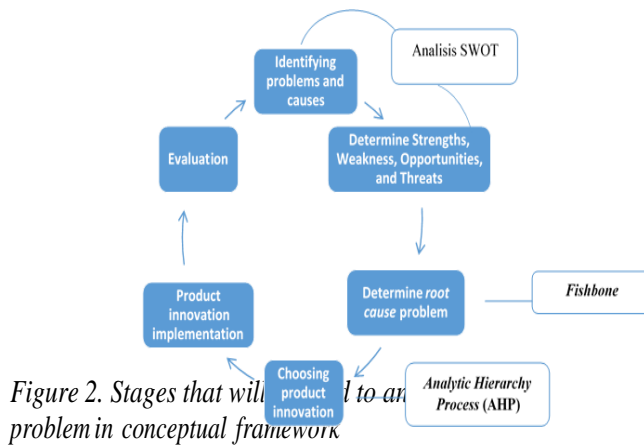 Identifying
problems and
causes
Analisis SWOT
Determine Strengths,
Weakness, Opportunities,
and Threats
Evaluation
Determine root
cause problem
Fishbone
Product
innovation
implementation
Choosing
product
innovation
Analytic Hierarchy
Process (AHP)
Figure 2. Stages that will to
problem in conceptual framework